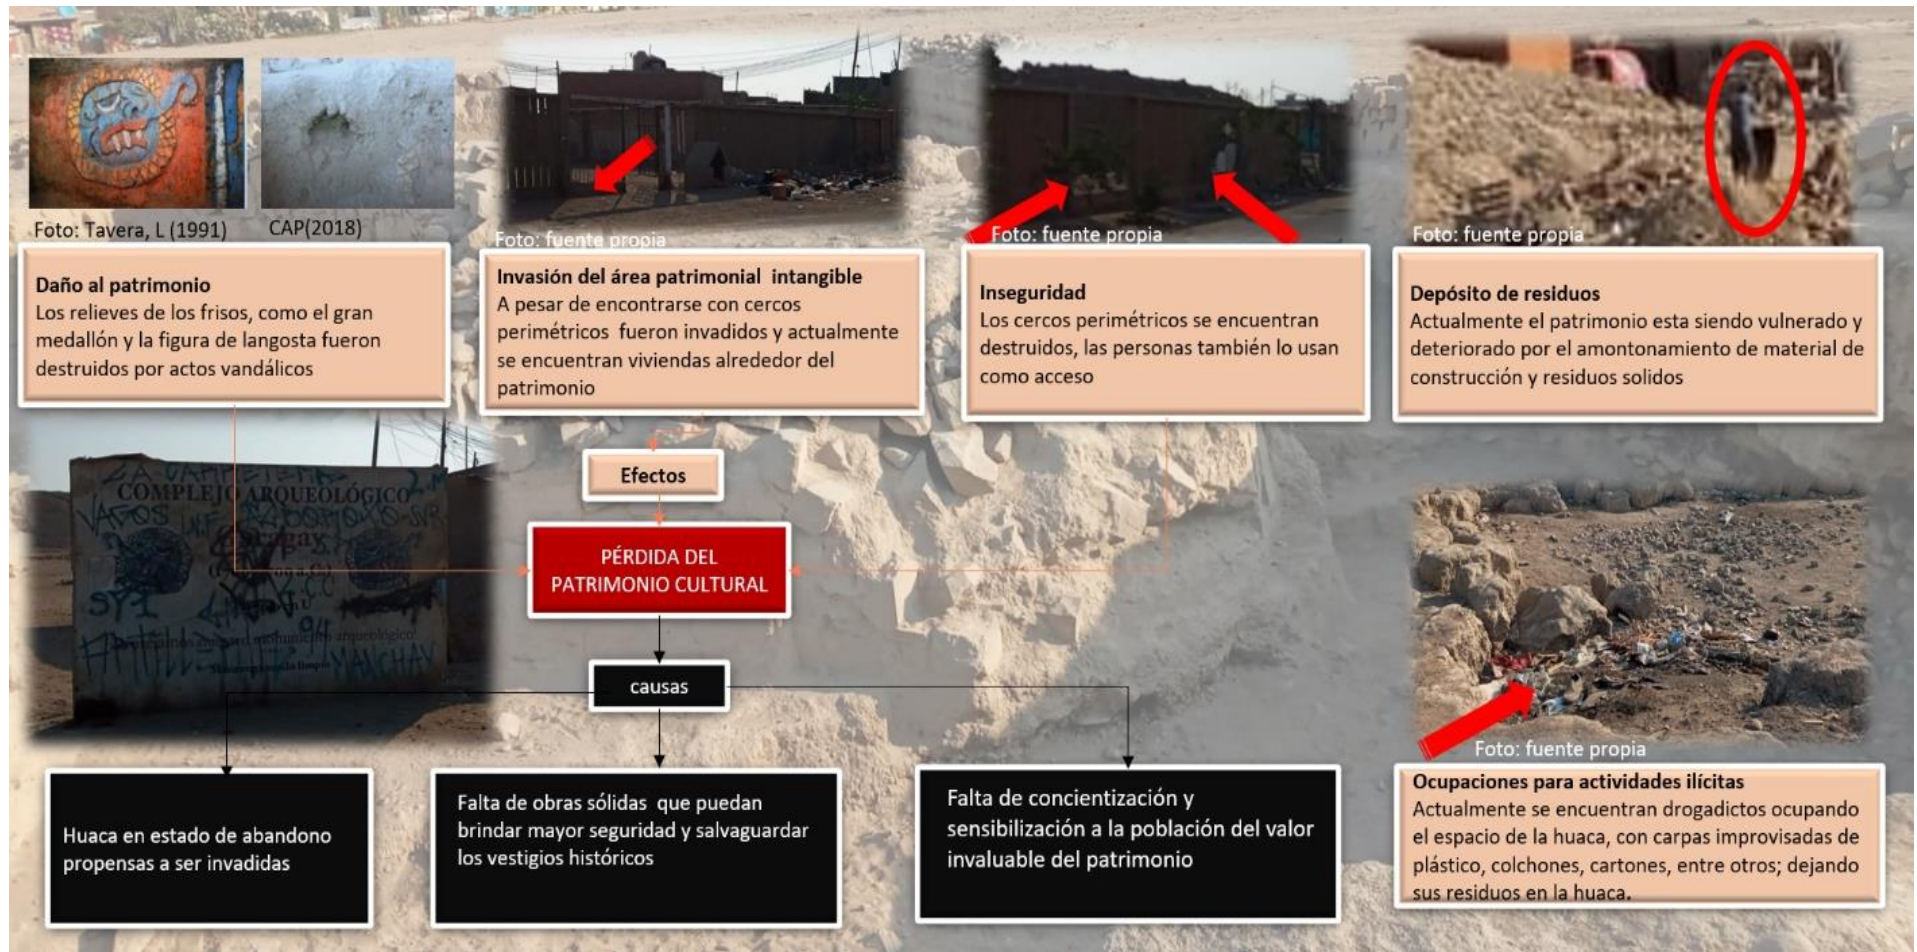 Foto: Tavera, L (1991)
CAP(2018)
Foto: fuente propia
Foto: fuente propia
Foto: fuente propia
Daño al patrimonio
Los relieves de los frisos, como el gran
medallón y la figura de langosta fueron
destruidos por actos vandálicos
Invasión del área patrimonial intangible
A pesar de encontrarse con cercos
perimétricos fueron invadidos y actualmente
se encuentran viviendas alrededor del
patrimonio
Inseguridad
Los cercos perimétricos se encuentran
destruidos, las personas también lo usan
como acceso
Depósito de residuos
Actualmente el patrimonio esta siendo vulnerado y
deteriorado por el amontonamiento de material de
construcción y residuos solidos
COMPLEJO ARQUEOLÓGICO
VAGOS
94
monumento arqueológico!
MANCHAY
Efectos
PÉRDIDA DEL
PATRIMONIO CULTURAL
causas
Huaca en estado de abandono
propensas a ser invadidas
Falta de obras sólidas que puedan
brindar mayor seguridad y salvaguardar
los vestigios históricos
Falta de concientización y
sensibilización a la población del valor
invaluable del patrimonio
Foto: fuente propia
Ocupaciones para actividades ilícitas
Actualmente se encuentran drogadictos ocupando
el espacio de la huaca, con carpas improvisadas de
plástico, colchones, cartones, entre otros; dejando
sus residuos en la huaca.